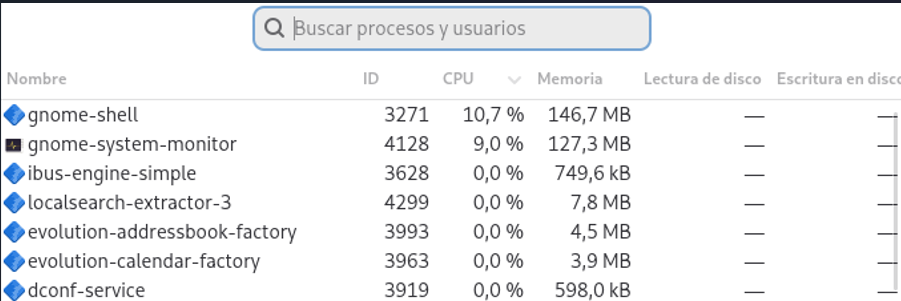 Buscar procesos y usuarios
Nombre ID CPU Memoria Lectura de disco Escritura en disco
gnome-shell 3271 10,7 % 146,7 MB — —
gnome-system-monitor 4128 9,0 % 127,3 MB — —
ibus-engine-simple 3628 0,0 % 749,6 kB — —
localsearch-extractor-3 4299 0,0 % 7,8 MB — —
evolution-addressbook-factory 3993 0,0 % 4,5 MB — —
evolution-calendar-factory 3963 0,0 % 3,9 MB — —
dconf-service 3919 0,0 % 598,0 kB — —